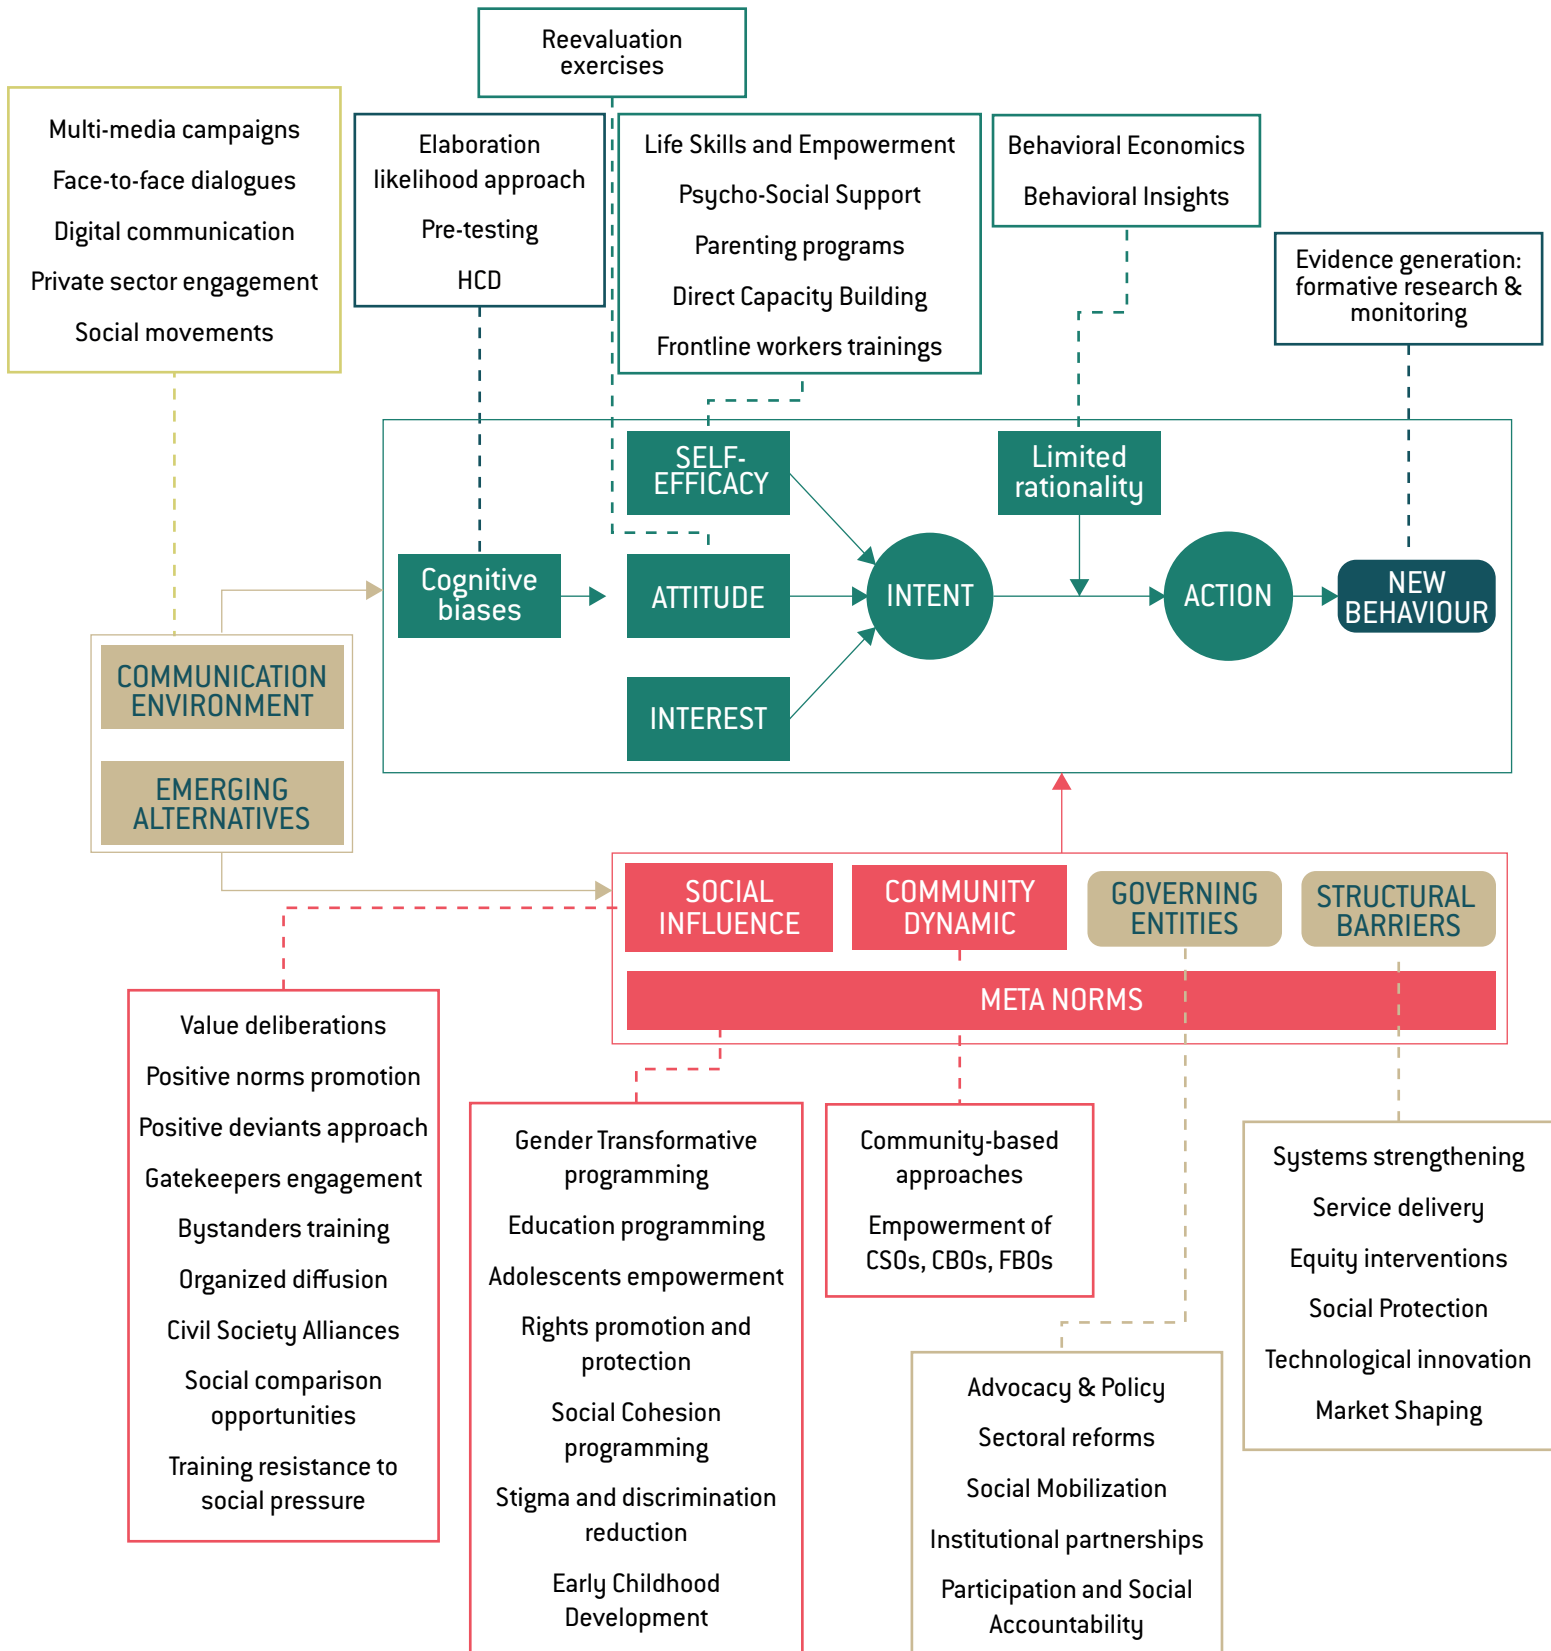 Reevaluation
exercises
Multi-media campaigns
Face-to-face dialogues
Digital communication
Private sector engagement
Social movements
Elaboration
likelihood approach
Pre-testing
HCD
Life Skills and Empowerment
Psycho-Social Support
Parenting programs
Direct Capacity Building
Frontline workers trainings
Behavioral Economics
Behavioral Insights
Evidence generation:
formative research &
monitoring
SELF-
EFFICACY
Limited
rationality
Cognitive
biases
ATTITUDE
INTENT
ACTION
NEW
BEHAVIOUR
INTEREST
COMMUNICATION
ENVIRONMENT
EMERGING
ALTERNATIVES
SOCIAL
INFLUENCE
COMMUNITY
DYNAMIC
GOVERNING
ENTITIES
STRUCTURAL
BARRIERS
META NORMS
Value deliberations
Positive norms promotion
Positive deviants approach
Gatekeepers engagement
Bystanders training
Organized diffusion
Civil Society Alliances
Social comparison
opportunities
Training resistance to
social pressure
Gender Transformative
programming
Education programming
Adolescents empowerment
Rights promotion and
protection
Social Cohesion
programming
Stigma and discrimination
reduction
Early Childhood
Development
Community-based
approaches
Empowerment of
CSOs, CBOs, FBOs
Advocacy & Policy
Sectoral reforms
Social Mobilization
Institutional partnerships
Participation and Social
Accountability
Systems strengthening
Service delivery
Equity interventions
Social Protection
Technological innovation
Market Shaping